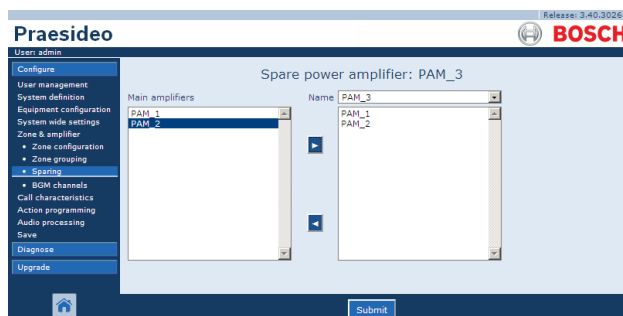 Release: 3.40.3026
Praesideo
BOSCH
User: admin
Configure
User management
System definition
Equipment configuration
System wide settings
Zone & amplifier
• Zone configuration
• Zone grouping
• Sparing
• BGM channels
Call characteristics
Action programming
Audio processing
Save
Diagnose
Upgrade
Spare power amplifier: PAM_3
Main amplifiers
Name PAM_3
PAM_1
PAM_2
PAM_1
PAM_2
Submit